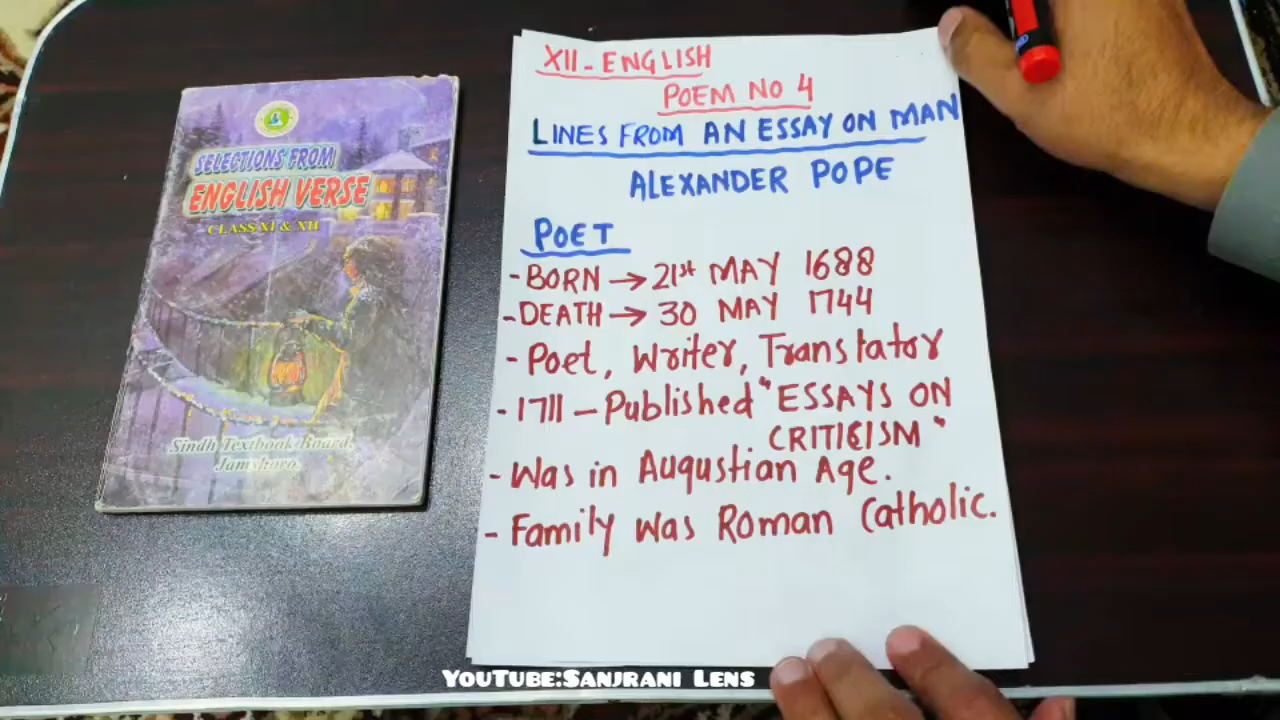 SELECTIONS FROM
ENGLISH VERSE
CLASS XI & XII
Sindh Textbook Board,
Jamshoro.
XII - ENGLISH
POEM NO 4
LINES FROM AN ESSAY ON MAN
ALEXANDER POPE
POET
- BORN → 21st MAY 1688
- DEATH → 30 MAY 1744
- Poet, Writer, Translator
- 1711 - Published "ESSAYS ON
CRITICISM"
- Was in Augustian Age.
- Family was Roman Catholic.
YouTube:Sanjrani Lens